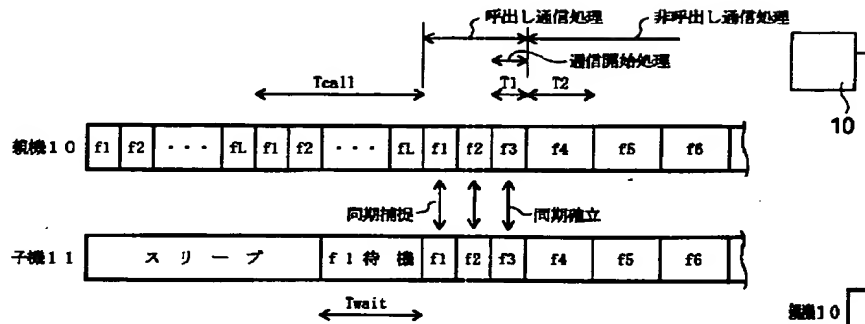 呼出し通信処理
非呼出し通信処理
通信開始処理
Tcall
T1
T2
10
親機10
f1 f2 ・・・ fL f1 f2 ・・・ fL f1 f2 f3 f4 f5 f6
同期捕捉
同期確立
子機11
スリープ f1待機 f1 f2 f3 f4 f5 f6
Twait
親機10